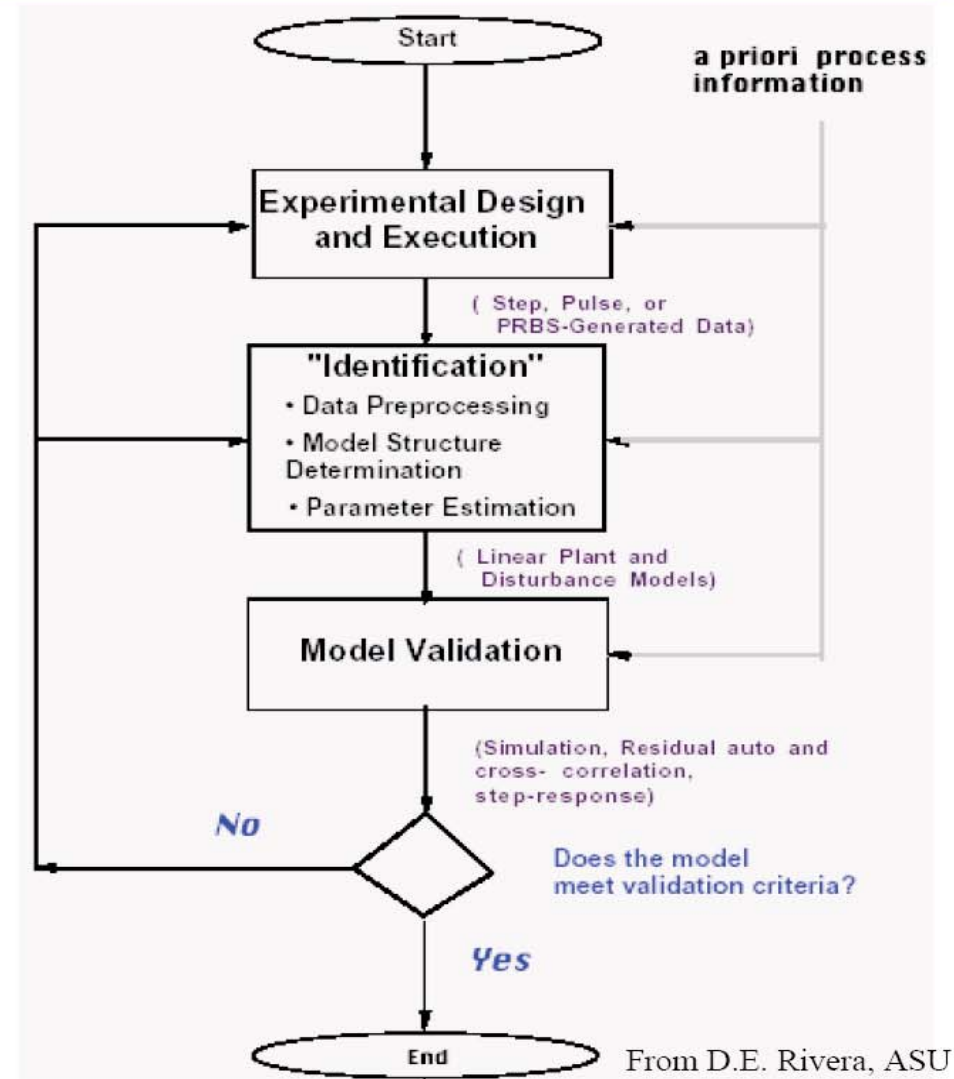 Start
a priori process
information
Experimental Design
and Execution
( Step, Pulse, or
PRBS-Generated Data)
"Identification"
• Data Preprocessing
• Model Structure
Determination
• Parameter Estimation
( Linear Plant and
Disturbance Models)
Model Validation
(Simulation, Residual auto and
cross- correlation,
step-response)
No
Does the model
meet validation criteria?
Yes
End
From D.E. Rivera, ASU